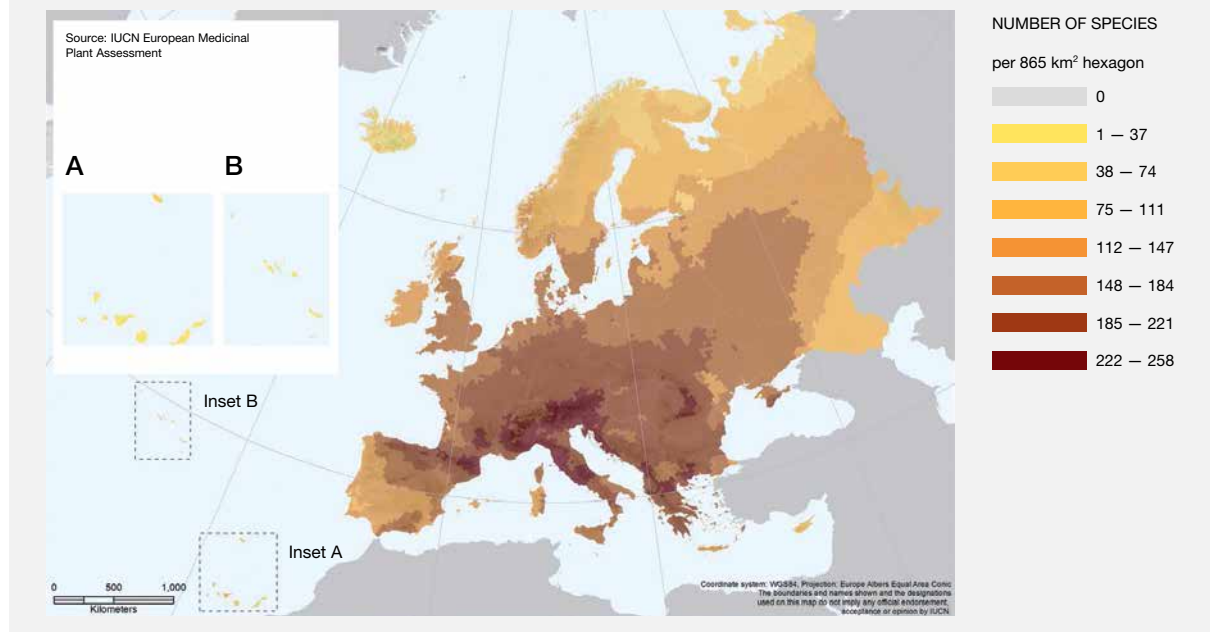 Source: IUCN European Medicinal
Plant Assessment
A
B
Inset B
Inset A
0 500 1,000
Kilometers
Coordinate system: WGS84, Projection: Europe Albers Equal Area Conic
The boundaries and names shown and the designations
used on this map do not imply any official endorsement,
acceptance or opinion by IUCN.
NUMBER OF SPECIES
per 865 km² hexagon
0
1 — 37
38 — 74
75 — 111
112 — 147
148 — 184
185 — 221
222 — 258